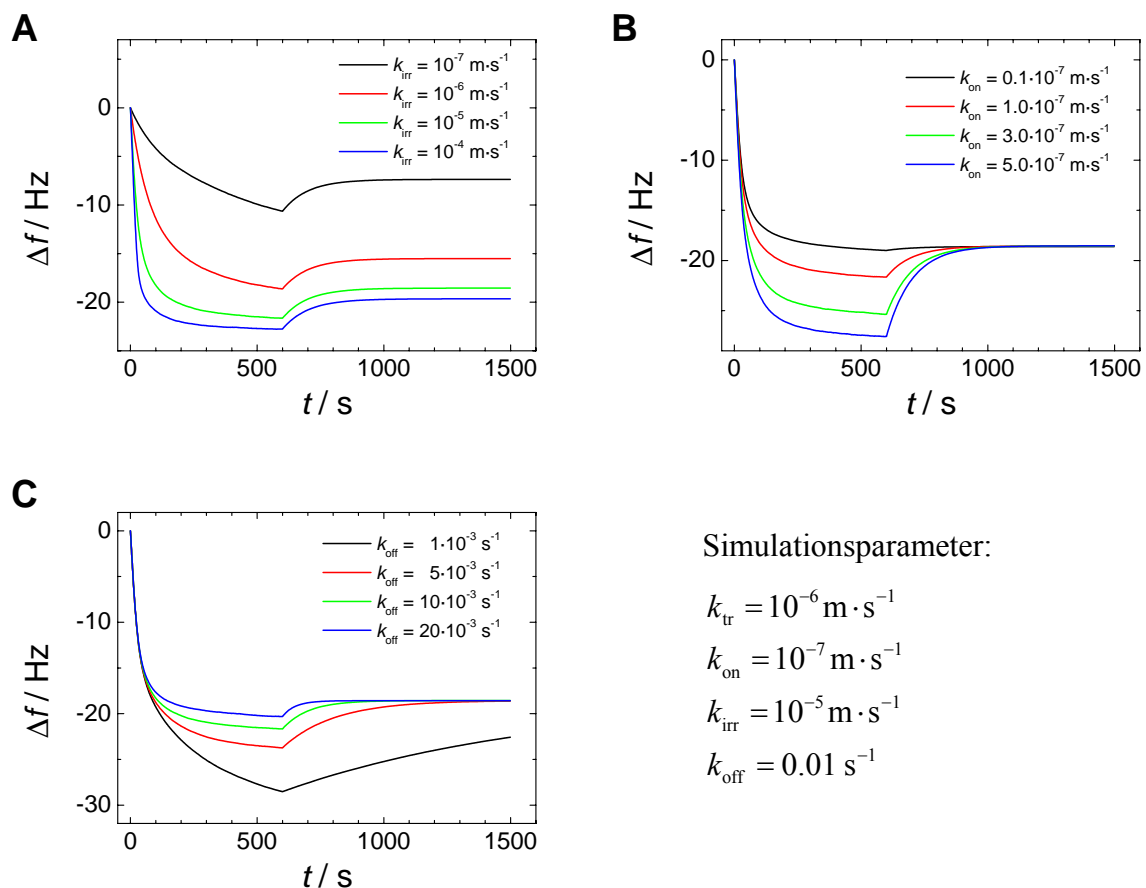 A
k_irr = 10^-7 m·s^-1
k_irr = 10^-6 m·s^-1
k_irr = 10^-5 m·s^-1
k_irr = 10^-4 m·s^-1
0
-10
-20
Δf / Hz
0 500 1000 1500
t / s
B
k_on = 0.1·10^-7 m·s^-1
k_on = 1.0·10^-7 m·s^-1
k_on = 3.0·10^-7 m·s^-1
k_on = 5.0·10^-7 m·s^-1
0
-10
-20
Δf / Hz
0 500 1000 1500
t / s
C
k_off = 1·10^-3 s^-1
k_off = 5·10^-3 s^-1
k_off = 10·10^-3 s^-1
k_off = 20·10^-3 s^-1
0
-10
-20
-30
Δf / Hz
0 500 1000 1500
t / s
Simulationsparameter:
k_tr = 10^−6 m·s^−1
k_on = 10^−7 m·s^−1
k_irr = 10^−5 m·s^−1
k_off = 0.01 s^−1